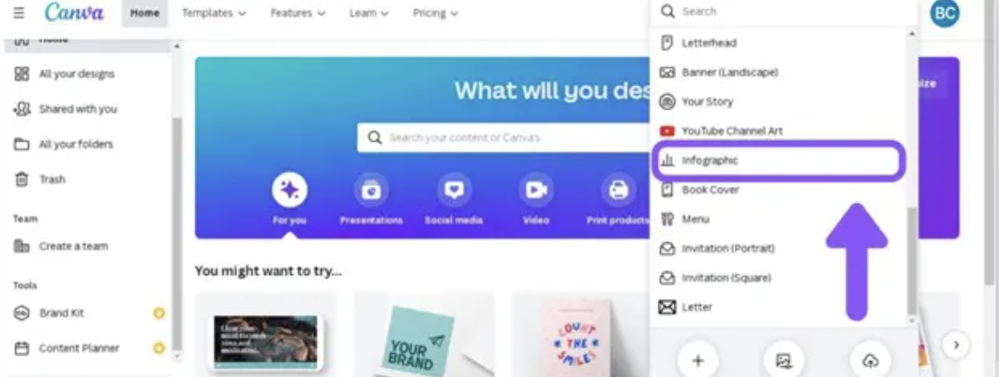 Canva
Home
Templates
Features
Learn
Pricing
Search
BC
Home
All your designs
Shared with you
All your folders
Trash
Team
Create a team
Tools
Brand Kit
Content Planner
What will you des
ize
Search your content or Canva's
For you
Presentations
Social media
Video
Print products
You might want to try...
YOUR
BRAND
COUNT
THE
SMILES
Letterhead
Banner (Landscape)
Your Story
YouTube Channel Art
Infographic
Book Cover
Menu
Invitation (Portrait)
Invitation (Square)
Letter